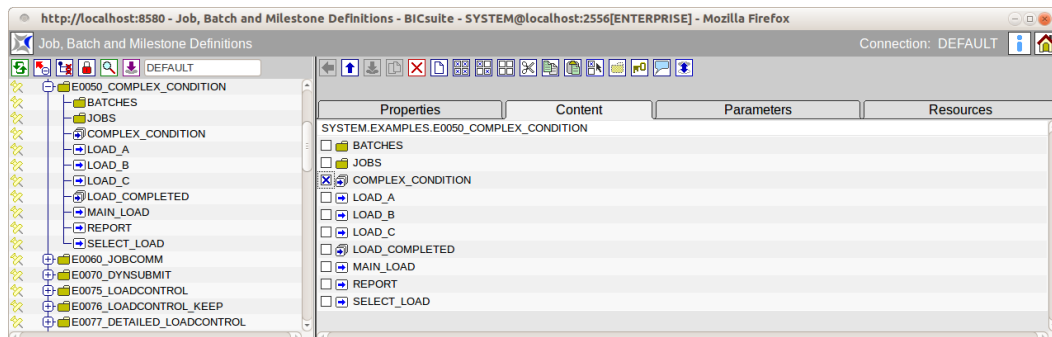 http://localhost:8580 - Job, Batch and Milestone Definitions - BICsuite - SYSTEM@localhost:2556[ENTERPRISE] - Mozilla Firefox
Job, Batch and Milestone Definitions
Connection: DEFAULT
DEFAULT
E0050_COMPLEX_CONDITION
BATCHES
JOBS
COMPLEX_CONDITION
LOAD_A
LOAD_B
LOAD_C
LOAD_COMPLETED
MAIN_LOAD
REPORT
SELECT_LOAD
E0060_JOBCOMM
E0070_DYNSUBMIT
E0075_LOADCONTROL
E0076_LOADCONTROL_KEEP
E0077_DETAILED_LOADCONTROL
Properties Content Parameters Resources
SYSTEM.EXAMPLES.E0050_COMPLEX_CONDITION
BATCHES
JOBS
COMPLEX_CONDITION
LOAD_A
LOAD_B
LOAD_C
LOAD_COMPLETED
MAIN_LOAD
REPORT
SELECT_LOAD